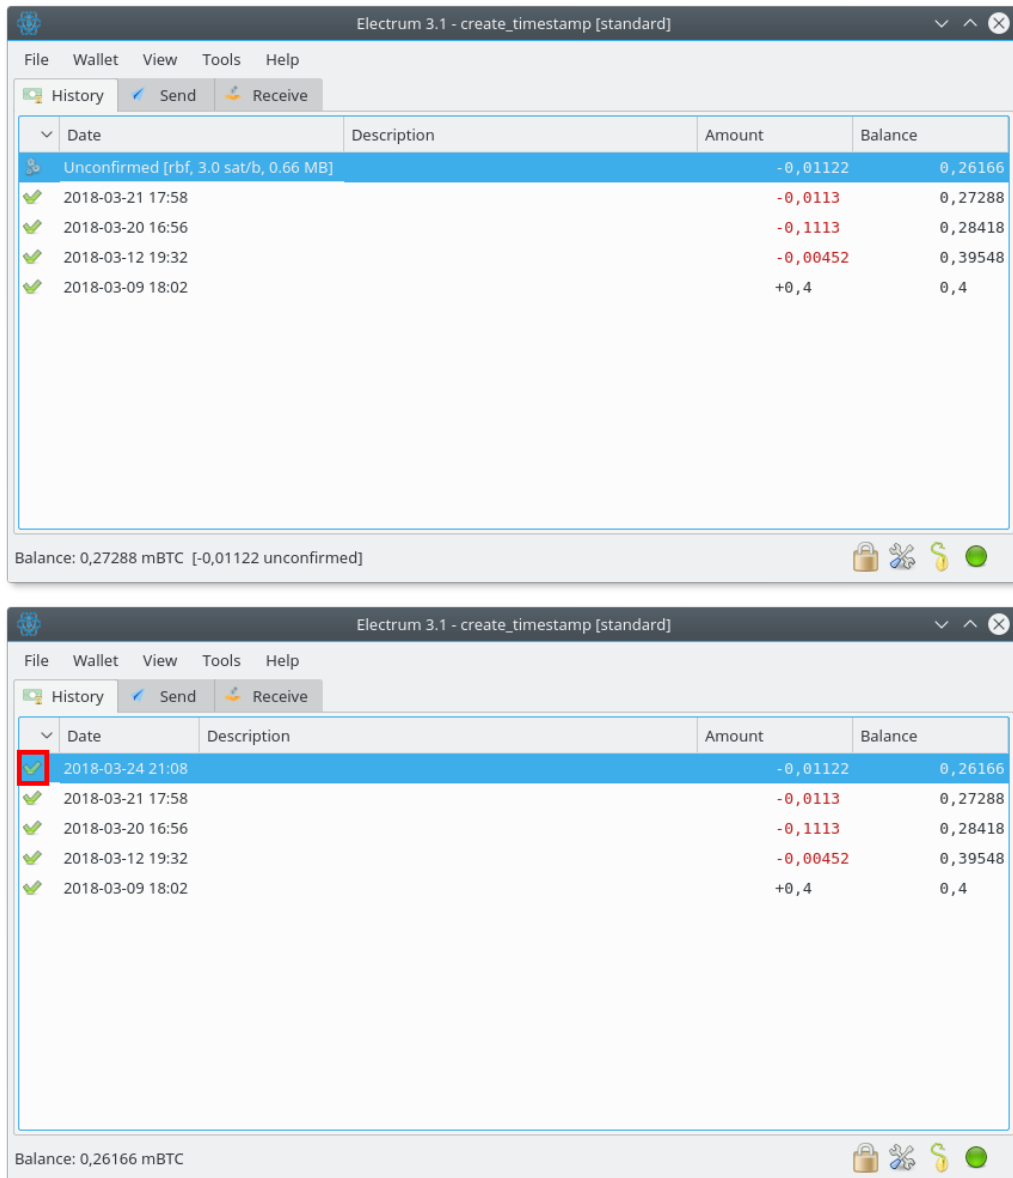 Electrum 3.1 - create_timestamp [standard]
File Wallet View Tools Help
History Send Receive
Date Description Amount Balance
Unconfirmed [rbf, 3.0 sat/b, 0.66 MB] -0,01122 0,26166
2018-03-21 17:58 -0,0113 0,27288
2018-03-20 16:56 -0,1113 0,28418
2018-03-12 19:32 -0,00452 0,39548
2018-03-09 18:02 +0,4 0,4
Balance: 0,27288 mBTC [-0,01122 unconfirmed]
Electrum 3.1 - create_timestamp [standard]
File Wallet View Tools Help
History Send Receive
Date Description Amount Balance
2018-03-24 21:08 -0,01122 0,26166
2018-03-21 17:58 -0,0113 0,27288
2018-03-20 16:56 -0,1113 0,28418
2018-03-12 19:32 -0,00452 0,39548
2018-03-09 18:02 +0,4 0,4
Balance: 0,26166 mBTC